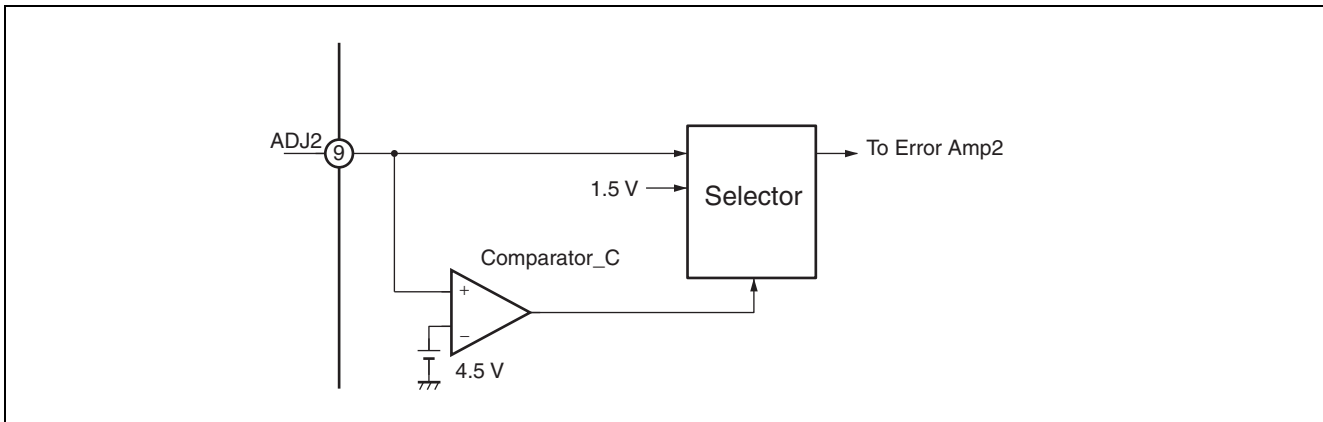 ADJ2
9
To Error Amp2
1.5 V
Selector
Comparator_C
+
−
4.5 V